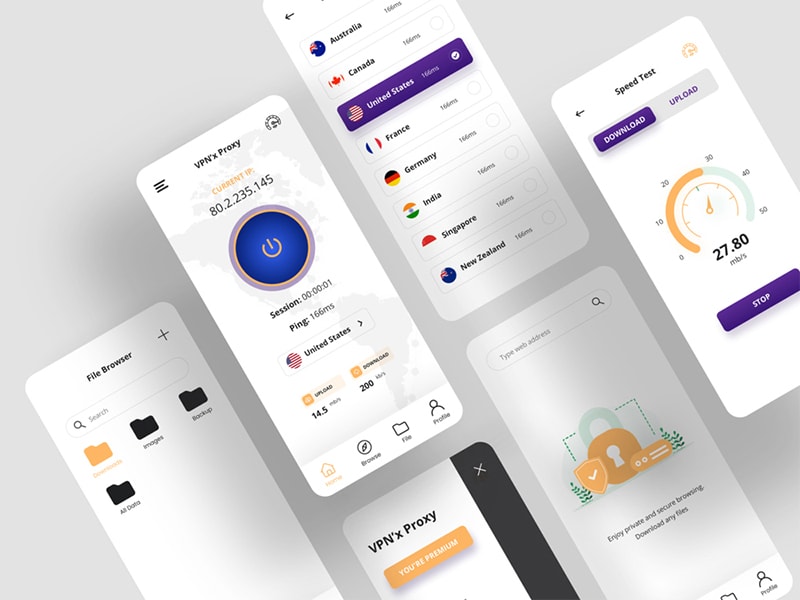 File Browser
Search
Downloads
Images
Backup
All Data
VPN'x Proxy
CURRENT IP:
80.2.235.145
Session: 00:00:01
Ping: 166ms
United States
UPLOAD
14.5 mb/s
DOWNLOAD
200 kb/s
Home
Browse
File
Profile
166ms
Australia 166ms
Canada 166ms
United States 166ms
France 166ms
Germany 166ms
India 166ms
Singapore 166ms
New Zealand 166ms
VPN'x Proxy
YOU'RE PREMIUM
Type web address
Enjoy private and secure browsing,
Download any files
Profile
Speed Test
DOWNLOAD
UPLOAD
0
10
20
30
40
50
27.80
mb/s
STOP